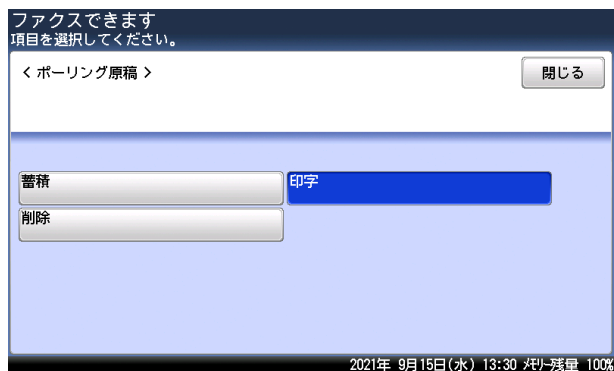 ファクスできます
項目を選択してください。
< ポーリング原稿 >
閉じる
蓄積
印字
削除
2021年 9月15日(水) 13:30 ﾒﾓﾘｰ残量 100%